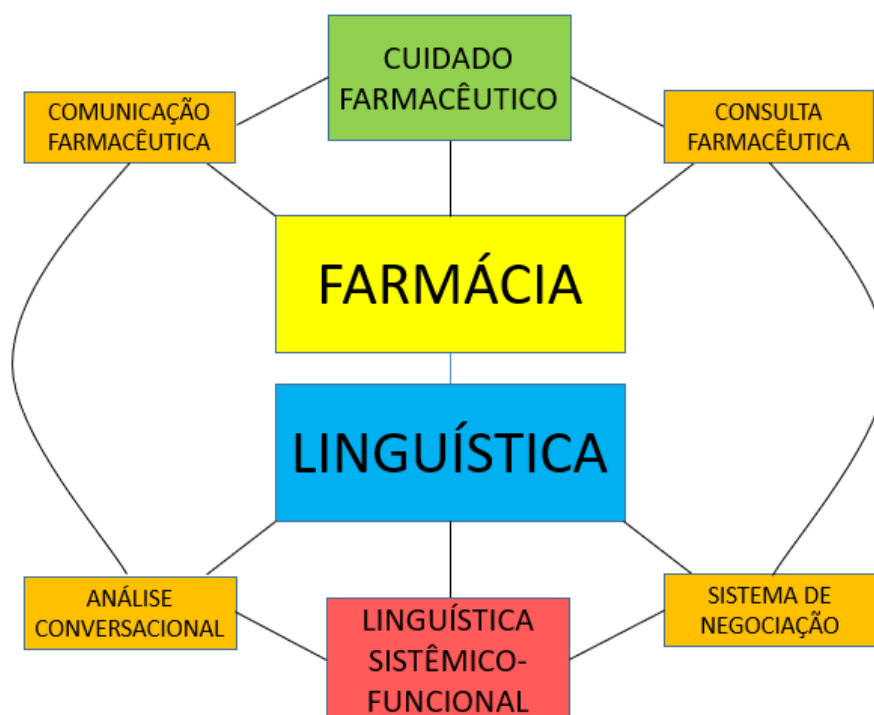 CUIDADO
FARMACÊUTICO
COMUNICAÇÃO
FARMACÊUTICA
CONSULTA
FARMACÊUTICA
FARMÁCIA
LINGUÍSTICA
ANÁLISE
CONVERSACIONAL
LINGUÍSTICA
SISTÊMICO-
FUNCIONAL
SISTEMA DE
NEGOCIAÇÃO